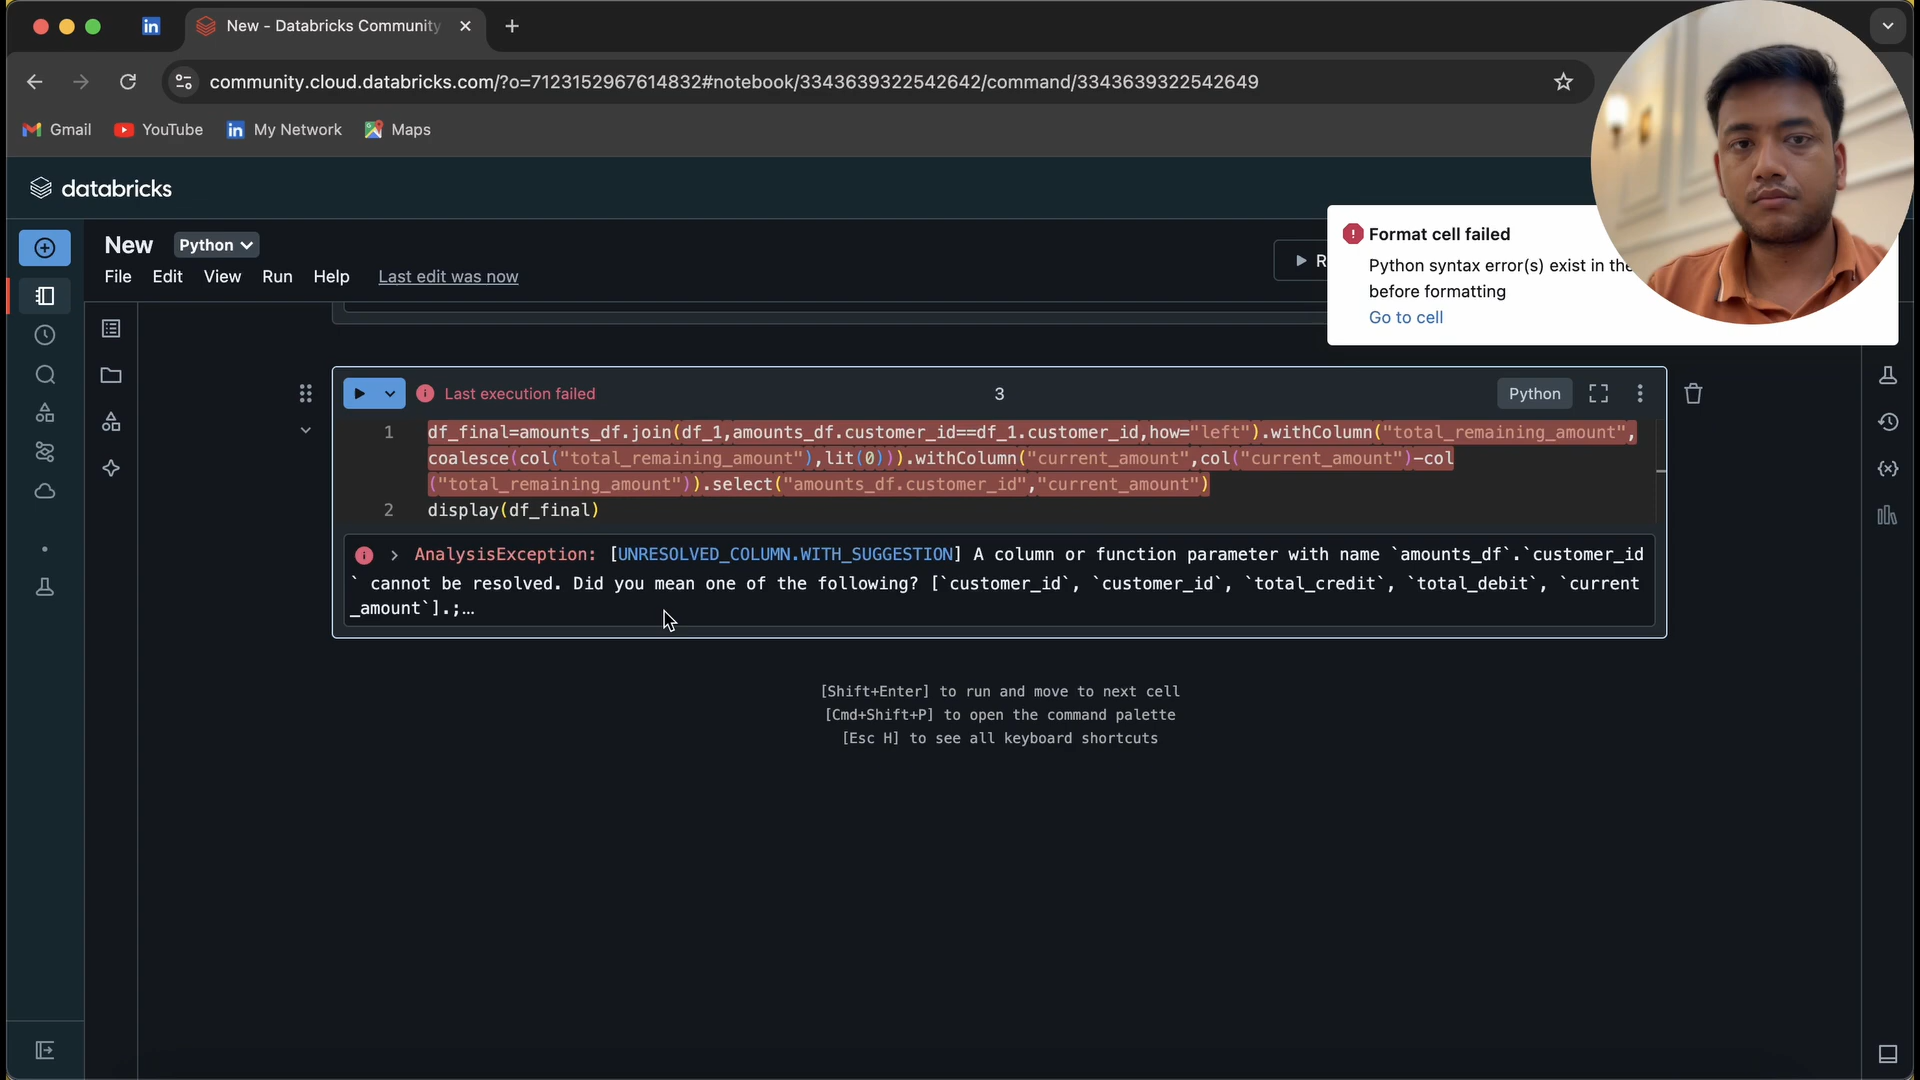 New - Databricks Community
community.cloud.databricks.com/?o=7123152967614832#notebook/3343639322542642/command/3343639322542649
Gmail YouTube My Network Maps
databricks
New Python
File Edit View Run Help Last edit was now
R
Format cell failed
Python syntax error(s) exist in the
before formatting
Go to cell
Last execution failed 3 Python
1 df_final=amounts_df.join(df_1,amounts_df.customer_id==df_1.customer_id,how="left").withColumn("total_remaining_amount",
coalesce(col("total_remaining_amount"),lit(0))).withColumn("current_amount",col("current_amount")-col
("total_remaining_amount")).select("amounts_df.customer_id","current_amount")
2 display(df_final)
AnalysisException: [UNRESOLVED_COLUMN.WITH_SUGGESTION] A column or function parameter with name `amounts_df`.`customer_id
` cannot be resolved. Did you mean one of the following? [`customer_id`, `customer_id`, `total_credit`, `total_debit`, `current
_amount`].;...
[Shift+Enter] to run and move to next cell
[Cmd+Shift+P] to open the command palette
[Esc H] to see all keyboard shortcuts